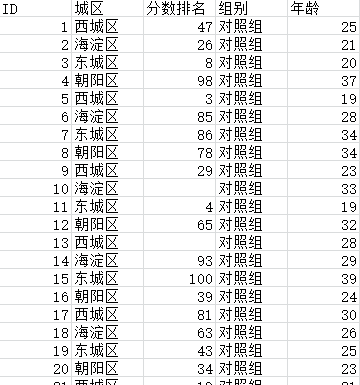 ID 城区 分数排名 组别 年龄
1 西城区 47 对照组 25
2 海淀区 26 对照组 21
3 东城区 8 对照组 20
4 朝阳区 98 对照组 37
5 西城区 3 对照组 19
6 海淀区 85 对照组 28
7 东城区 86 对照组 34
8 朝阳区 78 对照组 34
9 西城区 29 对照组 23
10 海淀区 对照组 33
11 东城区 4 对照组 19
12 朝阳区 65 对照组 32
13 西城区 对照组 28
14 海淀区 93 对照组 29
15 东城区 100 对照组 39
16 朝阳区 39 对照组 24
17 西城区 81 对照组 30
18 海淀区 63 对照组 26
19 东城区 43 对照组 25
20 朝阳区 34 对照组 23